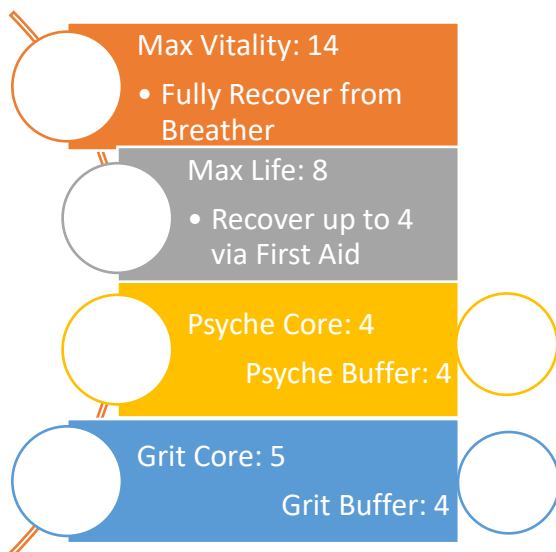 Max Vitality: 14
• Fully Recover from
Breather
Max Life: 8
• Recover up to 4
via First Aid
Psyche Core: 4
Psyche Buffer: 4
Grit Core: 5
Grit Buffer: 4